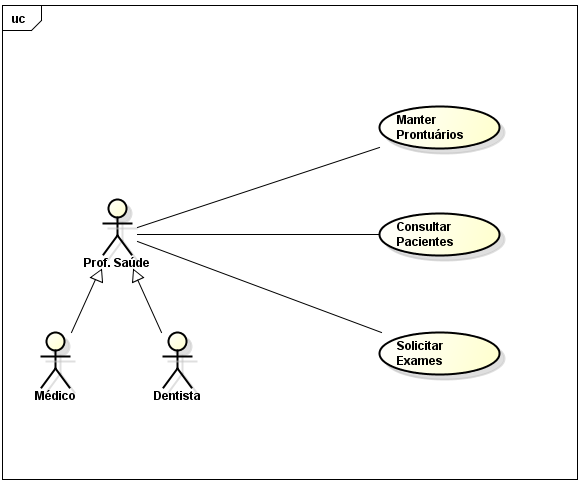 uc
Manter
Prontuários
Consultar
Pacientes
Prof. Saúde
Solicitar
Exames
Médico
Dentista